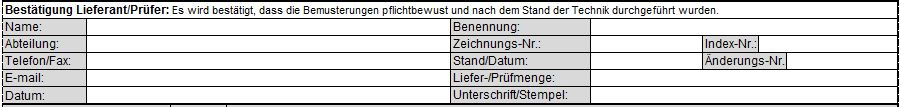 Bestätigung Lieferant/Prüfer: Es wird bestätigt, dass die Bemusterungen pflichtbewust und nach dem Stand der Technik durchgeführt wurden.
Name: Benennung:
Abteilung: Zeichnungs-Nr.: Index-Nr.:
Telefon/Fax: Stand/Datum: Änderungs-Nr.
E-mail: Liefer-/Prüfmenge:
Datum: Unterschrift/Stempel: